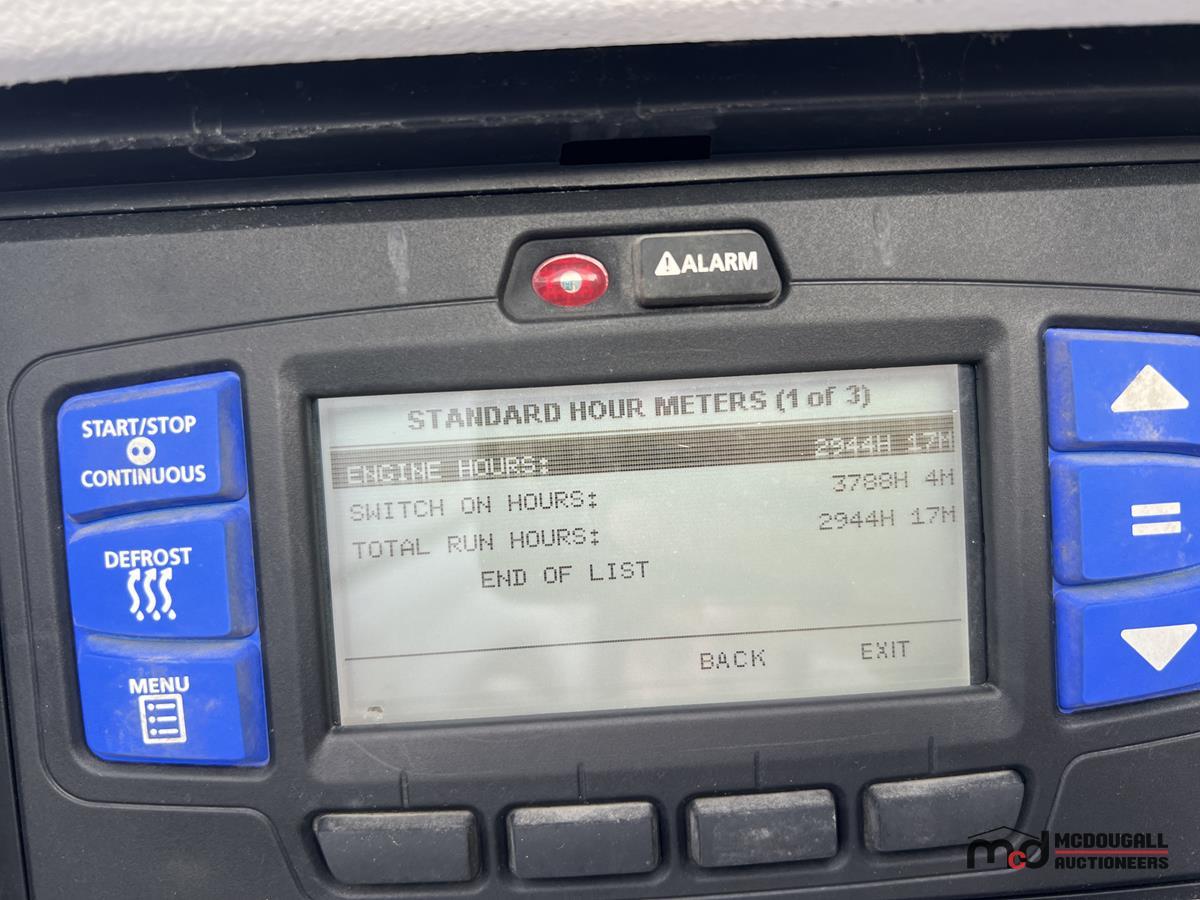 ALARM
START/STOP
CONTINUOUS
DEFROST
MENU
STANDARD HOUR METERS (1 of 3)
ENGINE HOURS: 2944H 17M
SWITCH ON HOURS: 3788H 4M
TOTAL RUN HOURS: 2944H 17M
END OF LIST
BACK EXIT
mcd MCDOUGALL
AUCTIONEERS